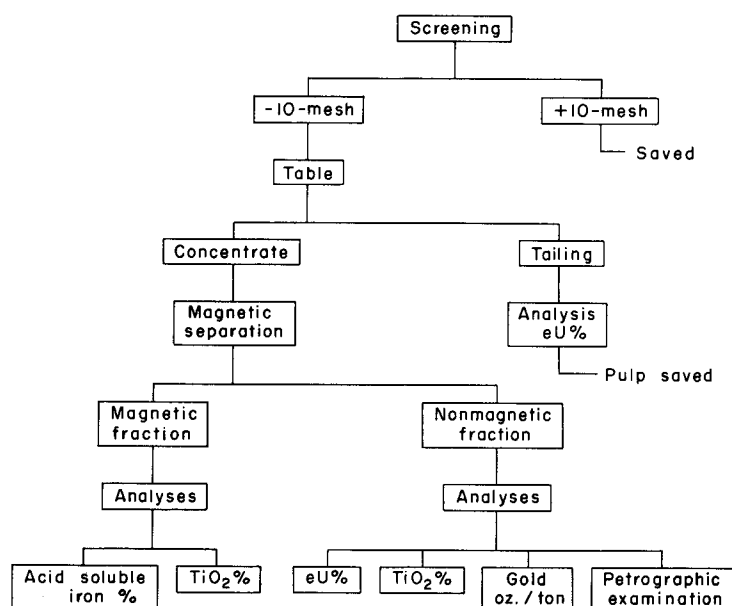 Screening
-10-mesh
+10-mesh
Saved
Table
Concentrate
Tailing
Magnetic
separation
Analysis
eU%
Pulp saved
Magnetic
fraction
Nonmagnetic
fraction
Analyses
Analyses
Acid soluble
iron %
TiO₂%
eU%
TiO₂%
Gold
oz./ton
Petrographic
examination